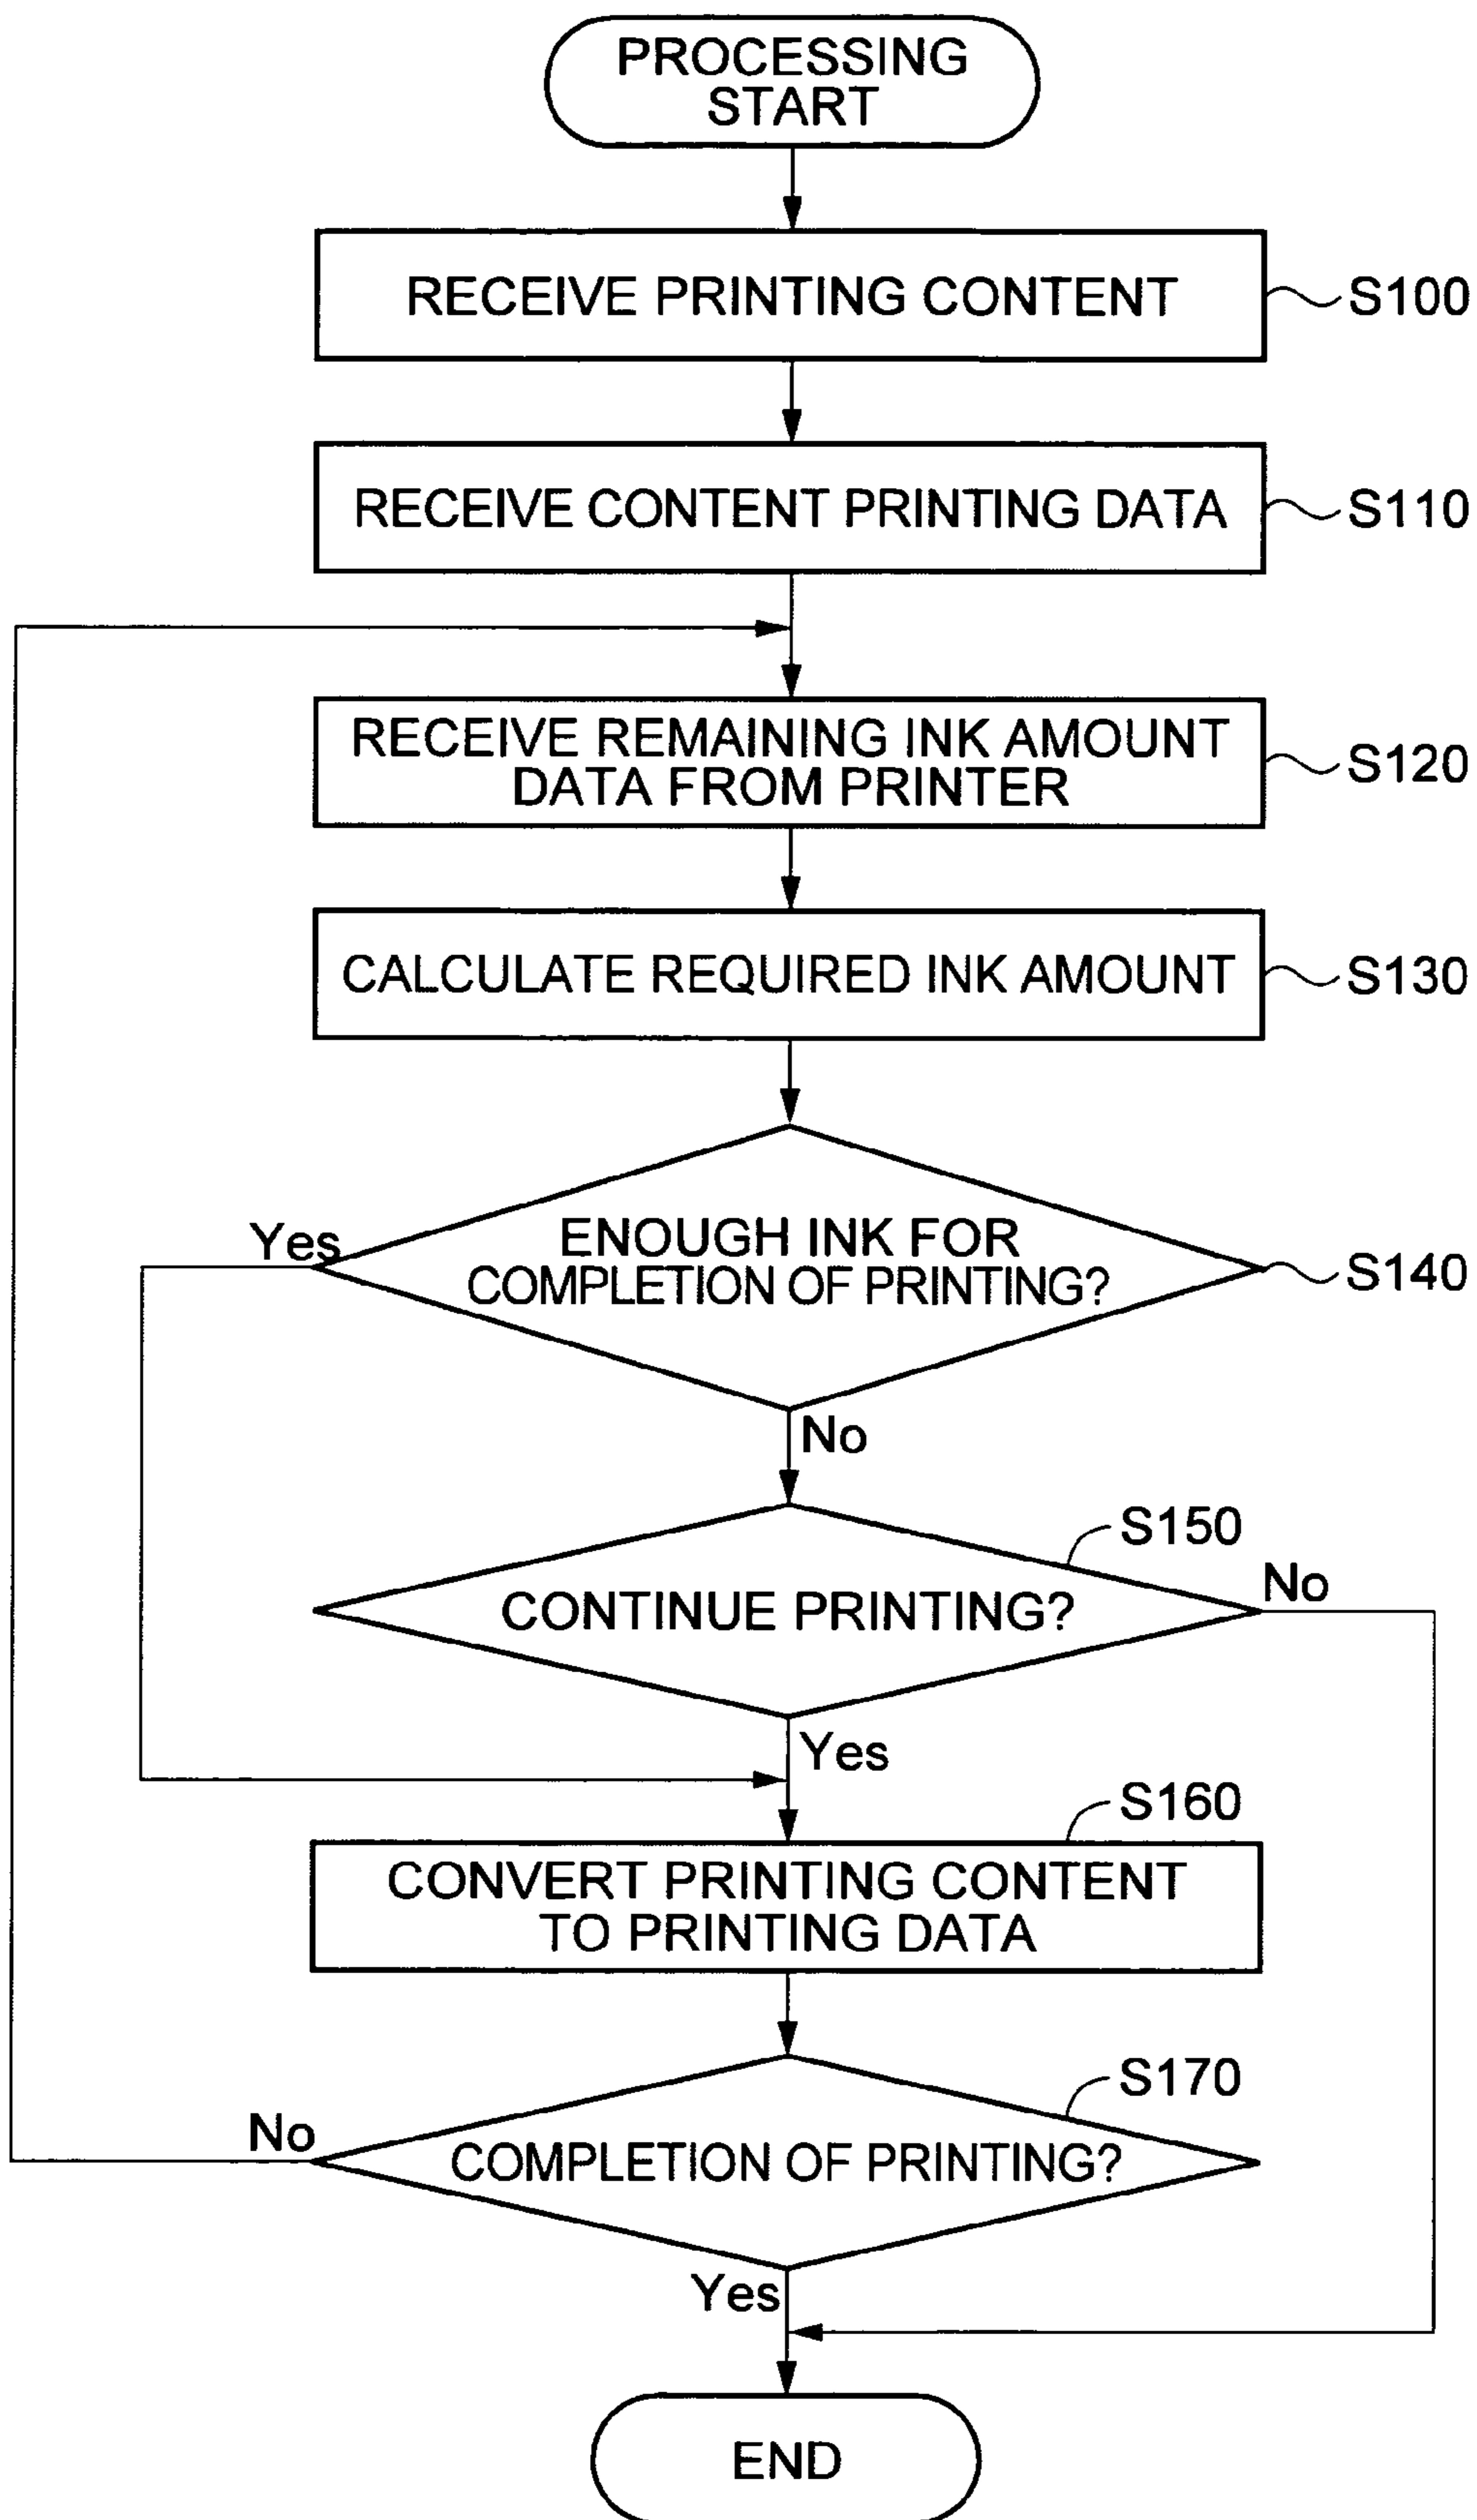 PROCESSING
START
RECEIVE PRINTING CONTENT
S100
RECEIVE CONTENT PRINTING DATA
S110
RECEIVE REMAINING INK AMOUNT
DATA FROM PRINTER
S120
CALCULATE REQUIRED INK AMOUNT
S130
Yes
ENOUGH INK FOR
COMPLETION OF PRINTING?
S140
No
S150
CONTINUE PRINTING?
No
Yes
S160
CONVERT PRINTING CONTENT
TO PRINTING DATA
S170
No
COMPLETION OF PRINTING?
Yes
END